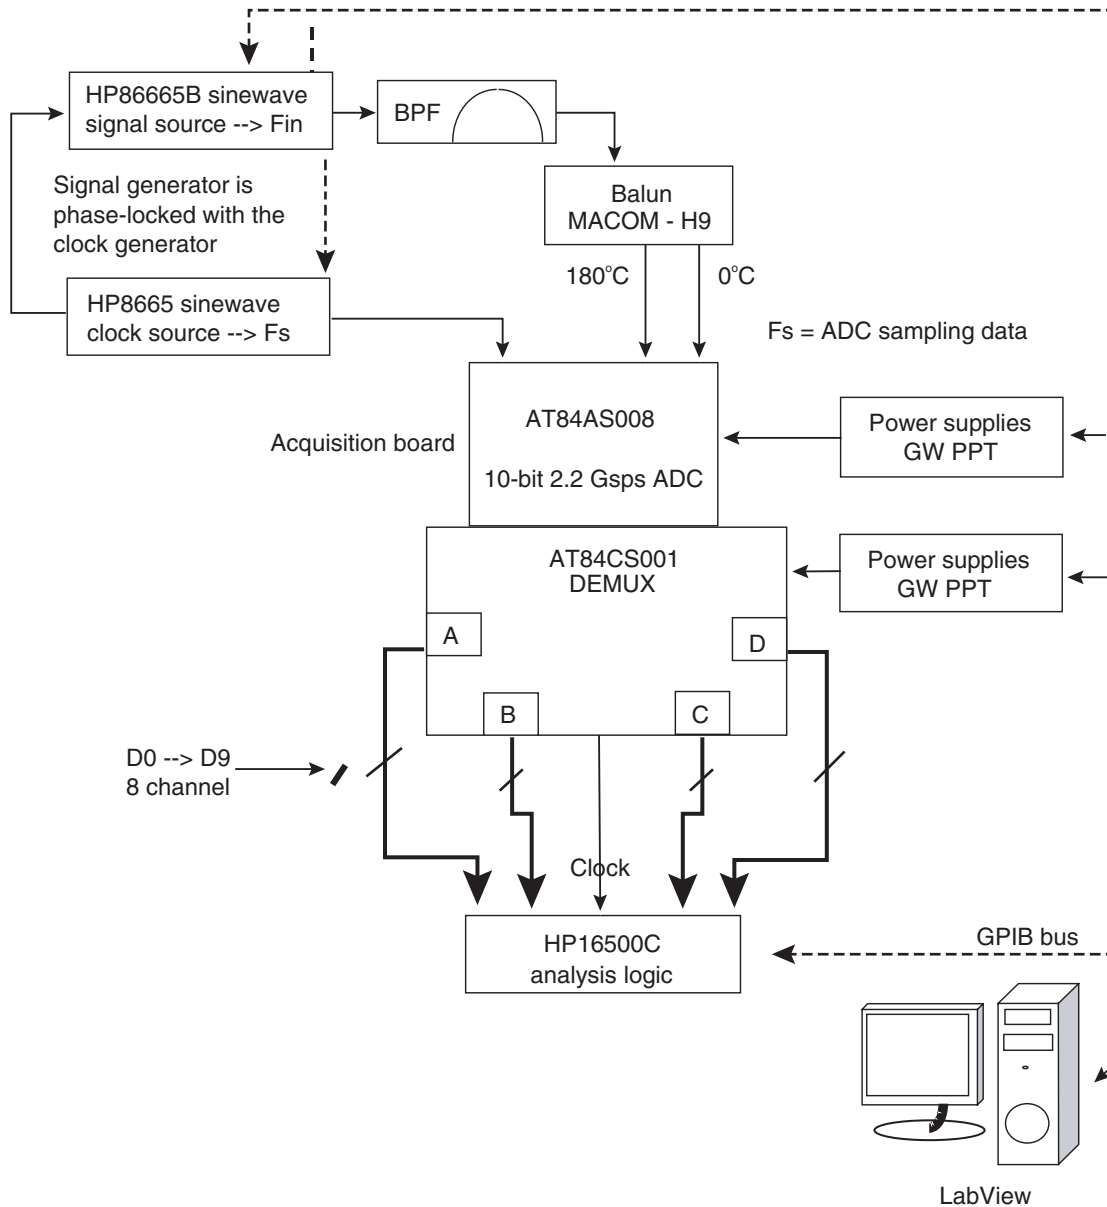 HP86665B sinewave
signal source --> Fin
BPF
Signal generator is
phase-locked with the
clock generator
Balun
MACOM - H9
180°C
0°C
HP8665 sinewave
clock source --> Fs
Fs = ADC sampling data
AT84AS008
10-bit 2.2 Gsps ADC
Acquisition board
Power supplies
GW PPT
AT84CS001
DEMUX
Power supplies
GW PPT
A
D
B
C
D0 --> D9
8 channel
Clock
HP16500C
analysis logic
GPIB bus
LabView